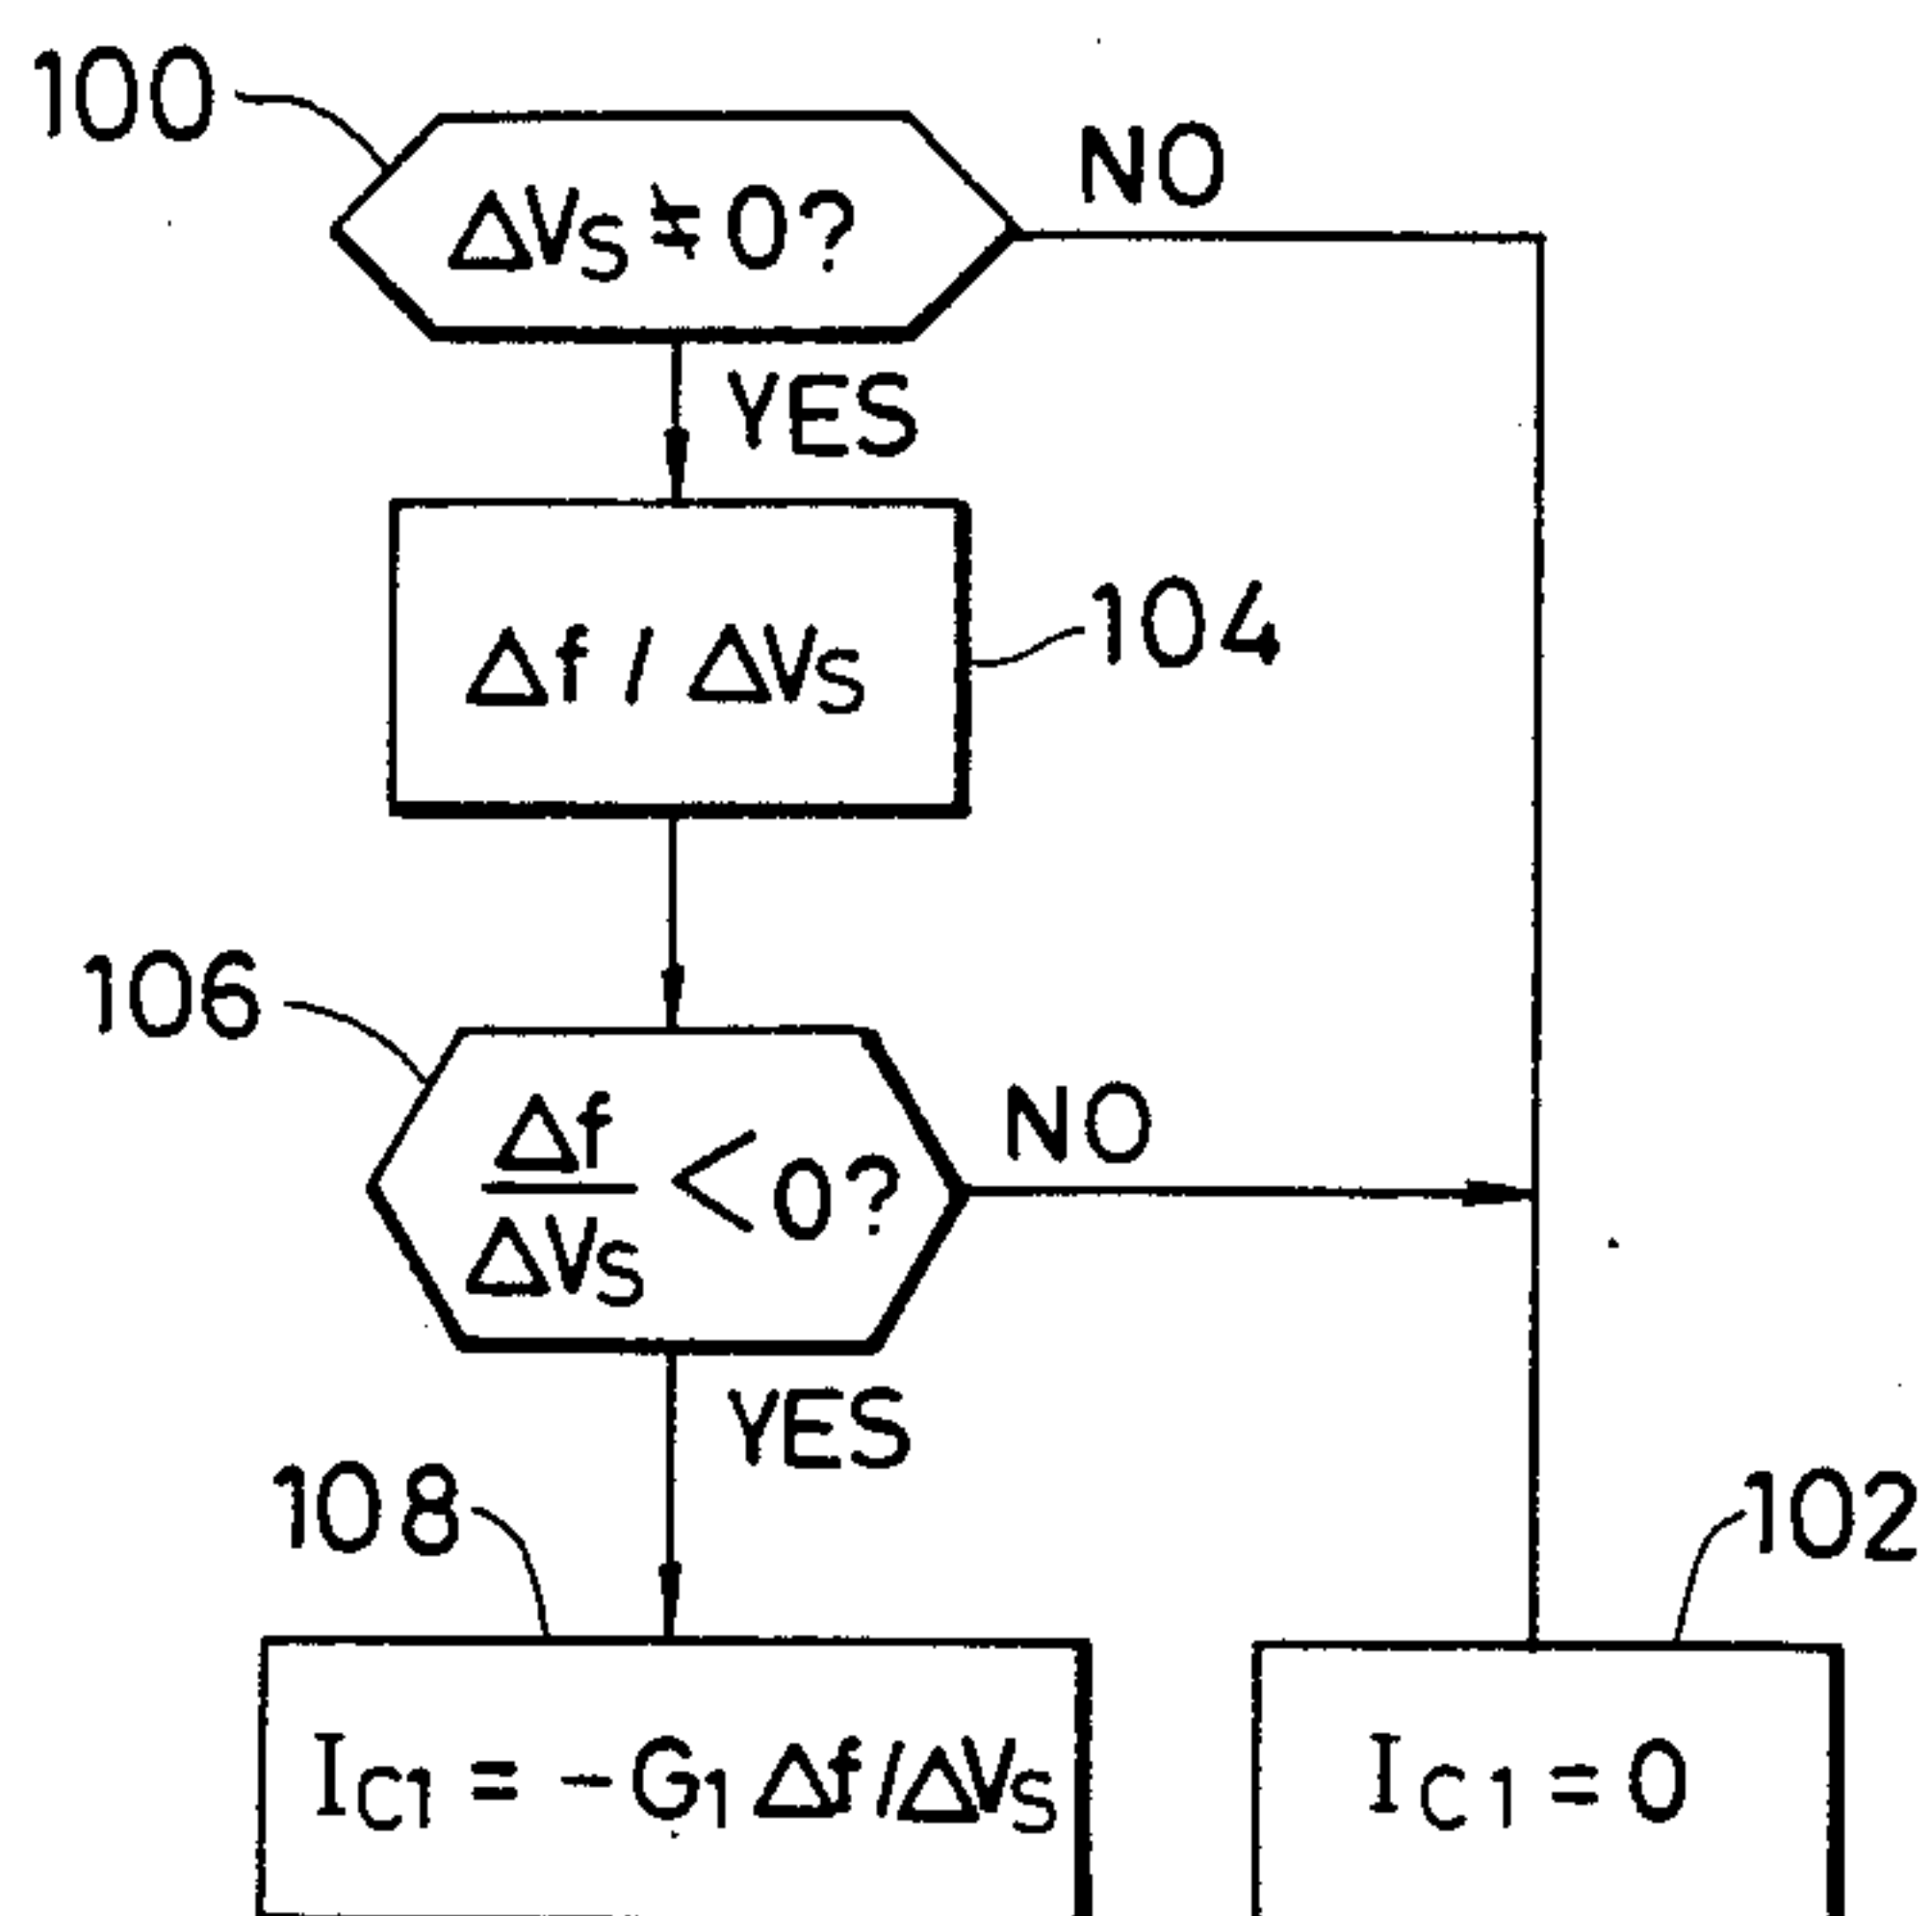 100
ΔVs ≠ 0?
NO
YES
Δf / ΔVs
104
106
Δf
ΔVs
< 0?
NO
YES
108
102
Ic1 = -G1 Δf/ΔVs
Ic1 = 0